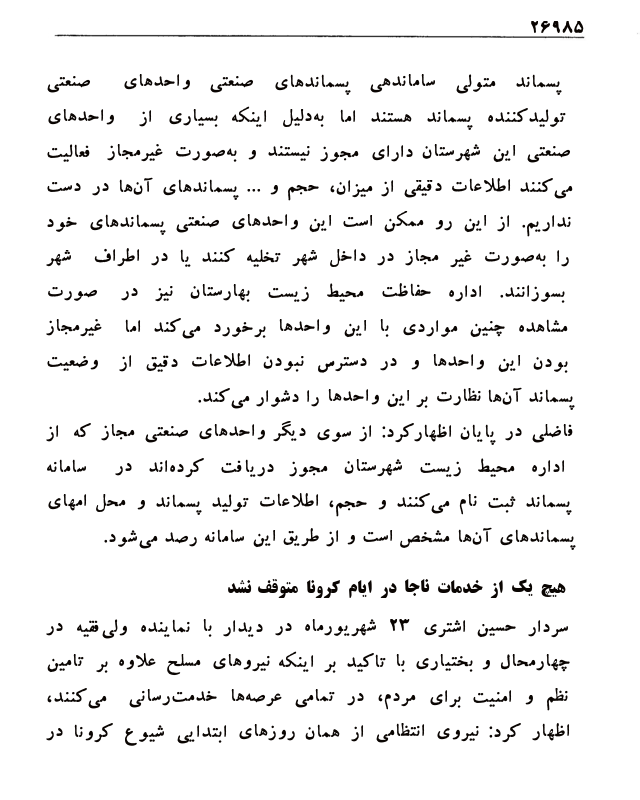 ۲۶۹۸۵
پسماند متولی ساماندهی پسماندهای صنعتی واحدهای صنعتی
تولیدکننده پسماند هستند اما به‌دلیل اینکه بسیاری از واحدهای
صنعتی این شهرستان دارای مجوز نیستند و به‌صورت غیرمجاز فعالیت
می‌کنند اطلاعات دقیقی از میزان، حجم و ... پسماندهای آن‌ها در دست
نداریم. از این رو ممکن است این واحدهای صنعتی پسماندهای خود
را به‌صورت غیر مجاز در داخل شهر تخلیه کنند یا در اطراف شهر
بسوزانند. اداره حفاظت محیط زیست بهارستان نیز در صورت
مشاهده چنین مواردی با این واحدها برخورد می‌کند اما غیرمجاز
بودن این واحدها و در دسترس نبودن اطلاعات دقیق از وضعیت
پسماند آن‌ها نظارت بر این واحدها را دشوار می‌کند.
فاضلی در پایان اظهارکرد: از سوی دیگر واحدهای صنعتی مجاز که از
اداره محیط زیست شهرستان مجوز دریافت کرده‌اند در سامانه
پسماند ثبت نام می‌کنند و حجم، اطلاعات تولید پسماند و محل امهای
پسماندهای آن‌ها مشخص است و از طریق این سامانه رصد می‌شود.
هیچ یک از خدمات ناجا در ایام کرونا متوقف نشد
سردار حسین اشتری ۲۳ شهریورماه در دیدار با نماینده ولی‌فقیه در
چهارمحال و بختیاری با تاکید بر اینکه نیروهای مسلح علاوه بر تامین
نظم و امنیت برای مردم، در تمامی عرصه‌ها خدمت‌رسانی می‌کنند،
اظهار کرد: نیروی انتظامی از همان روزهای ابتدایی شیوع کرونا در